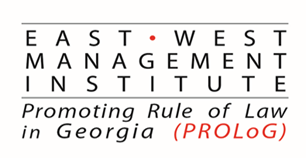 EAST•WEST
MANAGEMENT
INSTITUTE
Promoting Rule of Law
in Georgia (PROLoG)